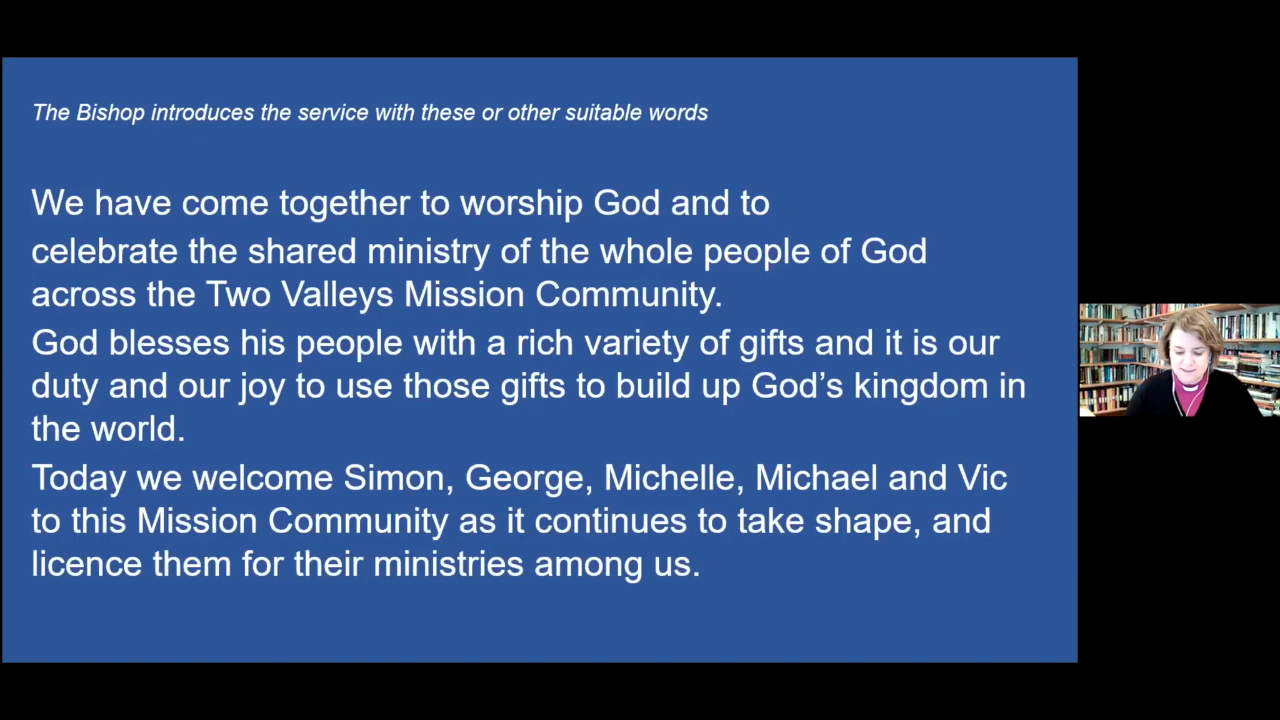 The Bishop introduces the service with these or other suitable words
We have come together to worship God and to
celebrate the shared ministry of the whole people of God
across the Two Valleys Mission Community.
God blesses his people with a rich variety of gifts and it is our
duty and our joy to use those gifts to build up God’s kingdom in
the world.
Today we welcome Simon, George, Michelle, Michael and Vic
to this Mission Community as it continues to take shape, and
licence them for their ministries among us.